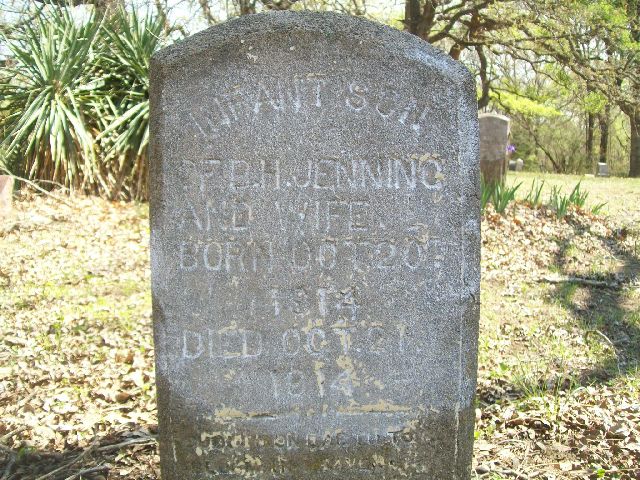 INFANT SON
OF B.H. JENNING
AND WIFE.
BORN OCT. 20
1914
DIED OCT. 21.
1914